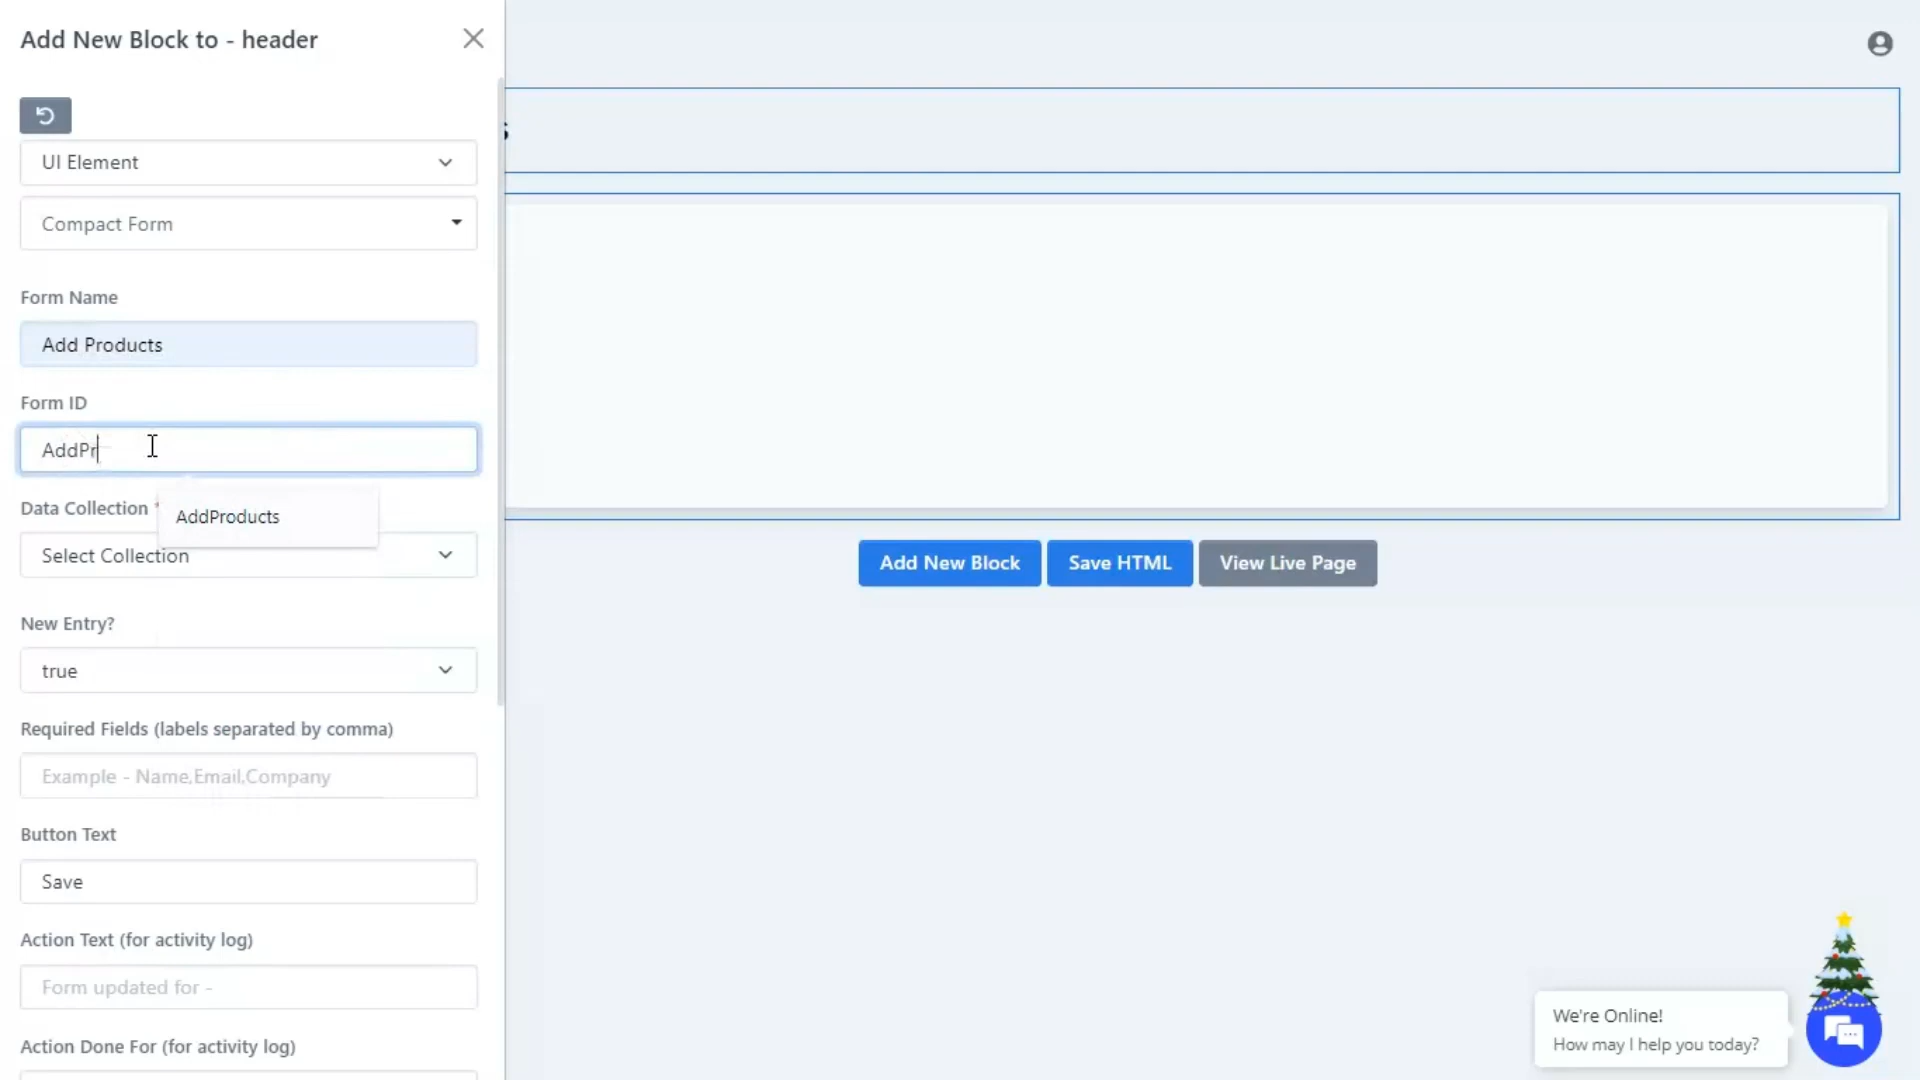 Add New Block to - header
UI Element
Compact Form
Form Name
Add Products
Form ID
AddPr
Data Collection
AddProducts
Select Collection
New Entry?
true
Required Fields (labels separated by comma)
Example - Name,Email,Company
Button Text
Save
Action Text (for activity log)
Form updated for -
Action Done For (for activity log)
s
Add New Block
Save HTML
View Live Page
We're Online!
How may I help you today?